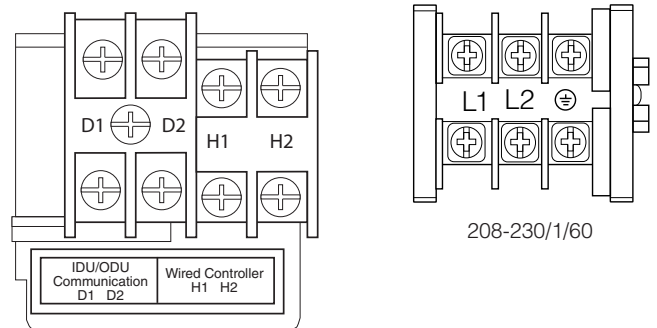 D1 D2
H1 H2
L1 L2
208-230/1/60
IDU/ODU
Communication
D1 D2
Wired Controller
H1 H2